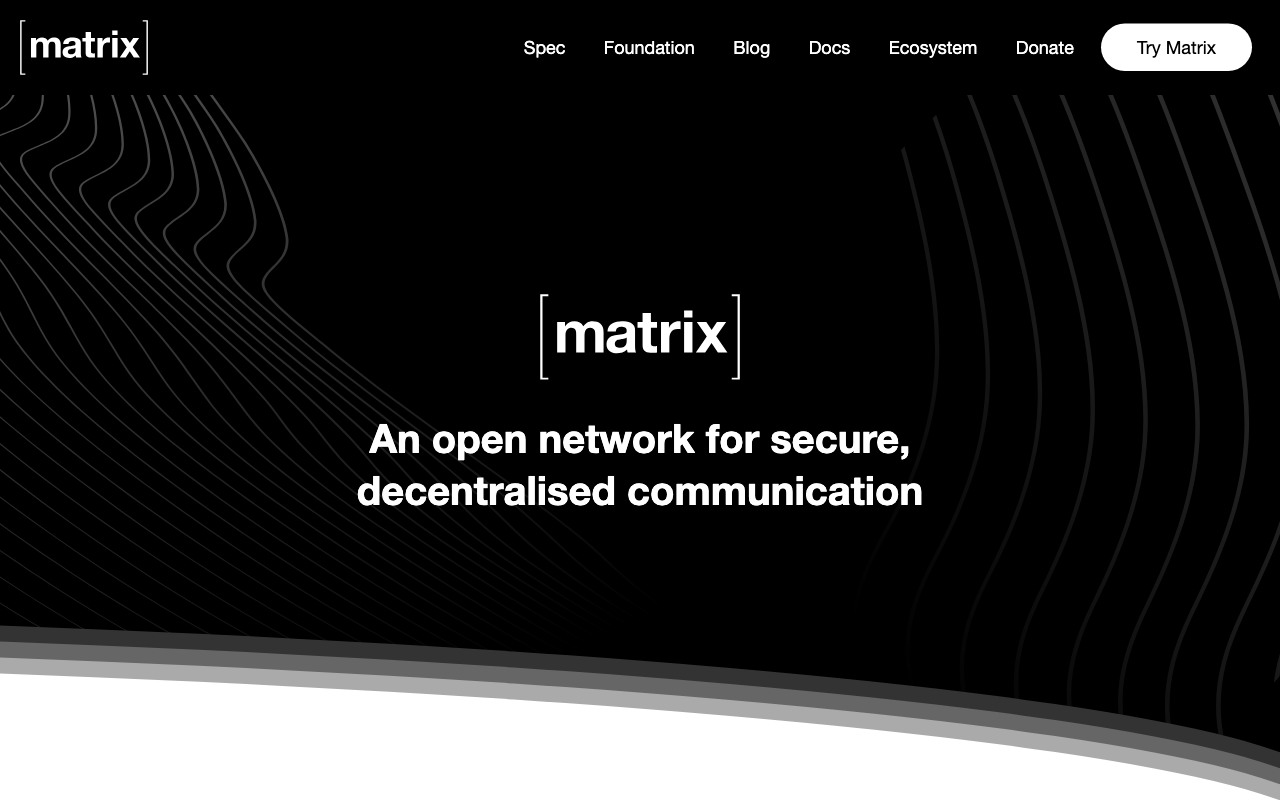 [matrix]
Spec Foundation Blog Docs Ecosystem Donate Try Matrix
[matrix]
An open network for secure,
decentralised communication